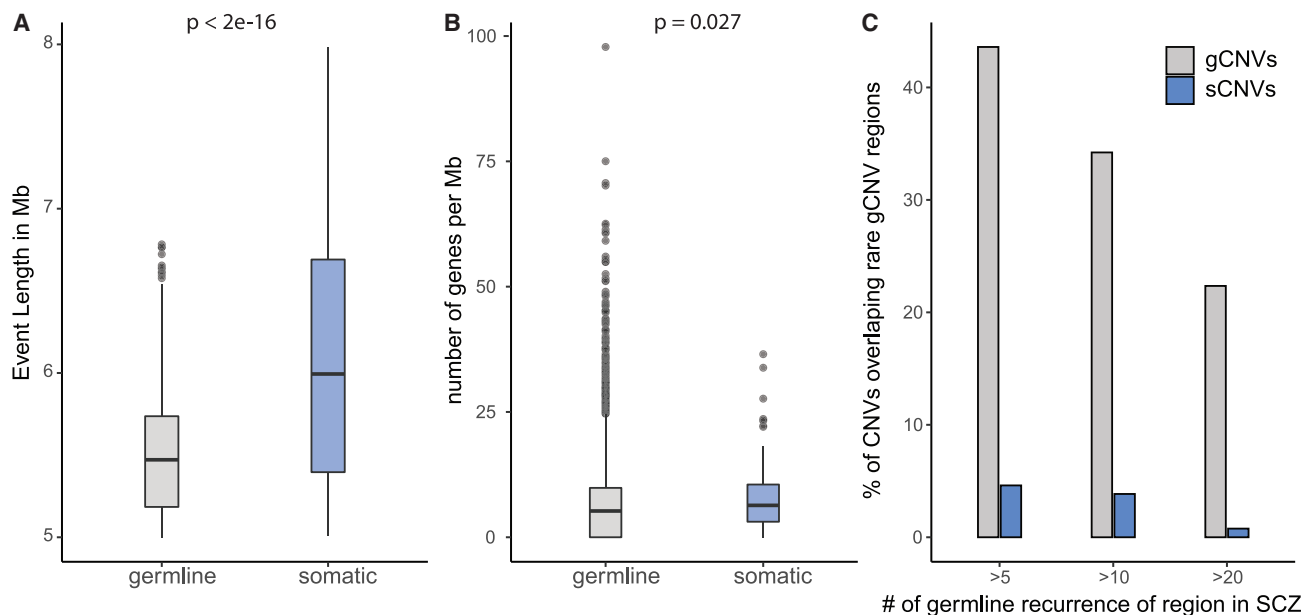 A
p < 2e-16
Event Length in Mb
8
7
6
5
germline
somatic
B
p = 0.027
number of genes per Mb
100
75
50
25
0
germline
somatic
C
gCNVs
sCNVs
% of CNVs overlaping rare gCNV regions
40
30
20
10
0
>5
>10
>20
# of germline recurrence of region in SCZ